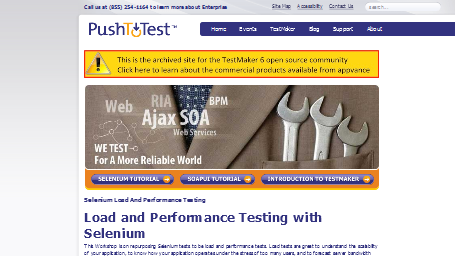 Call us at (855) 254-1164 to learn more about Enterprise
Site Map Accessibility Contact Us
search...
PushToTest™
Home Events TestMaker Blog Support About
This is the archived site for the TestMaker 6 open source community
Click here to learn about the commercial products available from appvance
Web RIA BPM
Ajax SOA
Web Services
WE TEST
For A More Reliable World
SELENIUM TUTORIAL SOAPUI TUTORIAL INTRODUCTION TO TESTMAKER
Selenium Load And Performance Testing
Load and Performance Testing with
Selenium
This Workshop is on repurposing Selenium tests to be load and performance tests. Load tests are great to understand the scalability
of your application, to know how your application operates under the stress of too many users, and to forecast server bandwidth